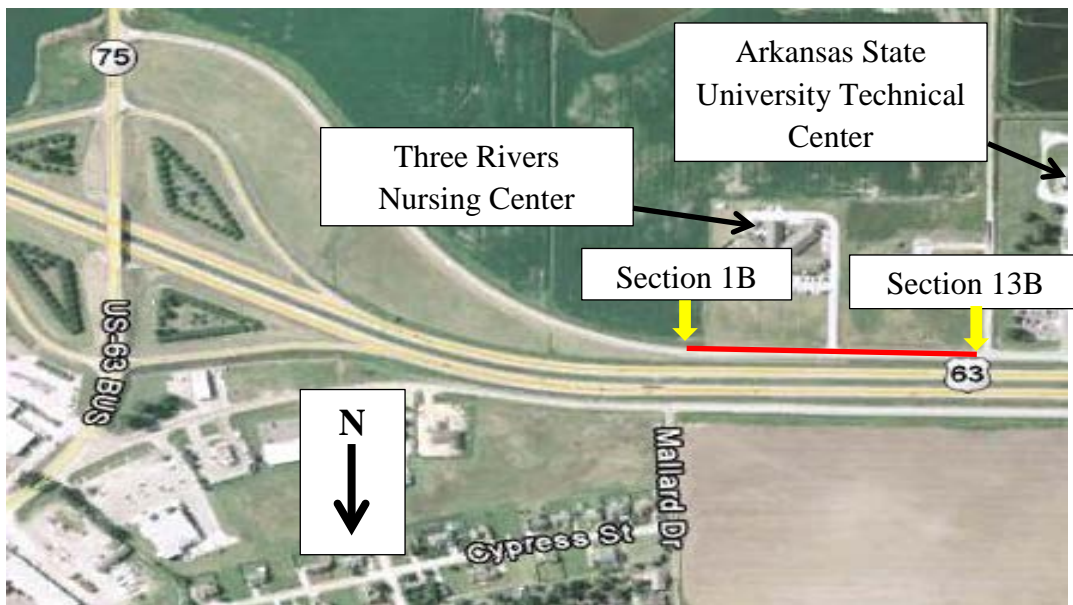 75
Arkansas State
University Technical
Center
Three Rivers
Nursing Center
Section 1B
Section 13B
US-63 BUS
63
N
Mallard Dr
Cypress St